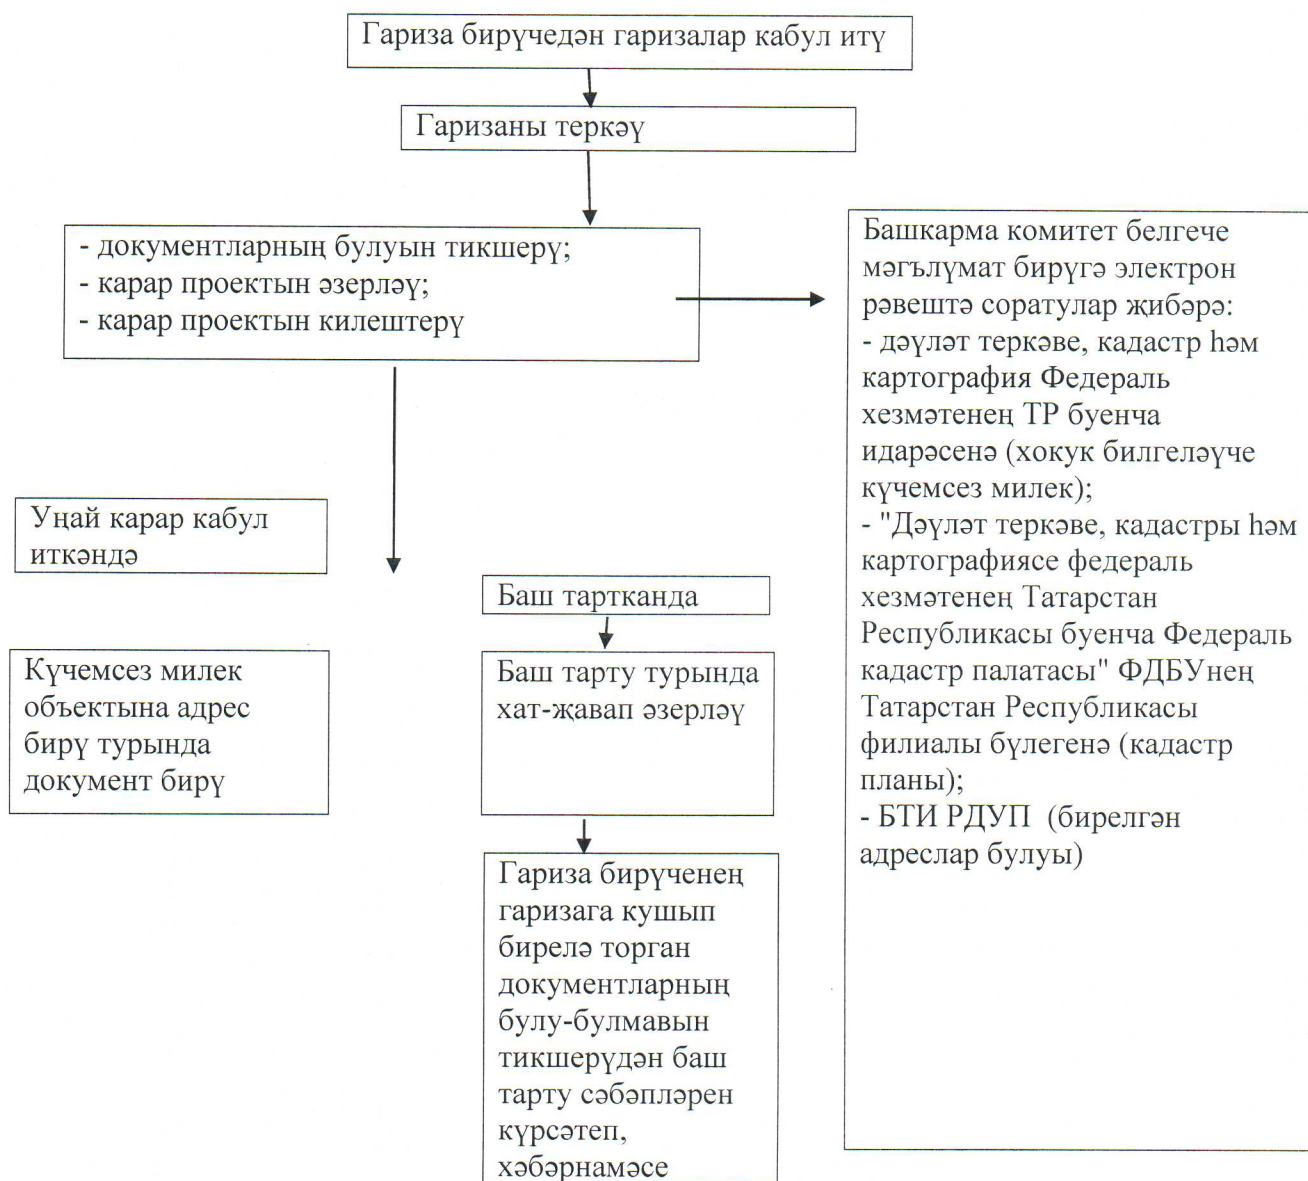 Гариза бирүчедән гаризалар кабул итү
Гаризаны теркәү
- документларның булуын тикшерү;
- карар проектын әзерләү;
- карар проектын килештерү
Башкарма комитет белгече
мәгълүмат бирүгә электрон
рәвештә соратулар җибәрә:
- дәүләт теркәве, кадастр һәм
картография Федераль
хезмәтенең ТР буенча
идарәсенә (хокук билгеләүче
күчемсез милек);
- "Дәүләт теркәве, кадастры һәм
картографиясе федераль
хезмәтенең Татарстан
Республикасы буенча Федераль
кадастр палатасы" ФДБУнең
Татарстан Республикасы
филиалы бүлегенә (кадастр
планы);
- БТИ РДУП (бирелгән
адреслар булуы)
Уңай карар кабул
иткәндә
Күчемсез милек
объектына адрес
бирү турында
документ бирү
Баш тартканда
Баш тарту турында
хат-җавап әзерләү
Гариза бирүченең
гаризага кушып
бирелә торган
документларның
булу-булмавын
тикшерүдән баш
тарту сәбәпләрен
күрсәтеп,
хәбәрнамәсе